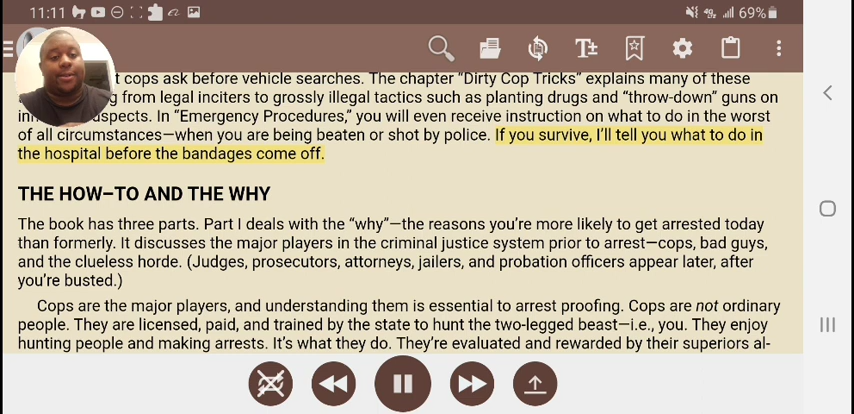 11:11
4G 69%
T±
t cops ask before vehicle searches. The chapter “Dirty Cop Tricks” explains many of these
g from legal inciters to grossly illegal tactics such as planting drugs and “throw-down” guns on
in uspects. In “Emergency Procedures,” you will even receive instruction on what to do in the worst
of all circumstances—when you are being beaten or shot by police. If you survive, I’ll tell you what to do in
the hospital before the bandages come off.
THE HOW–TO AND THE WHY
The book has three parts. Part I deals with the “why”—the reasons you’re more likely to get arrested today
than formerly. It discusses the major players in the criminal justice system prior to arrest—cops, bad guys,
and the clueless horde. (Judges, prosecutors, attorneys, jailers, and probation officers appear later, after
you’re busted.)
Cops are the major players, and understanding them is essential to arrest proofing. Cops are not ordinary
people. They are licensed, paid, and trained by the state to hunt the two-legged beast—i.e., you. They enjoy
hunting people and making arrests. It’s what they do. They’re evaluated and rewarded by their superiors al-